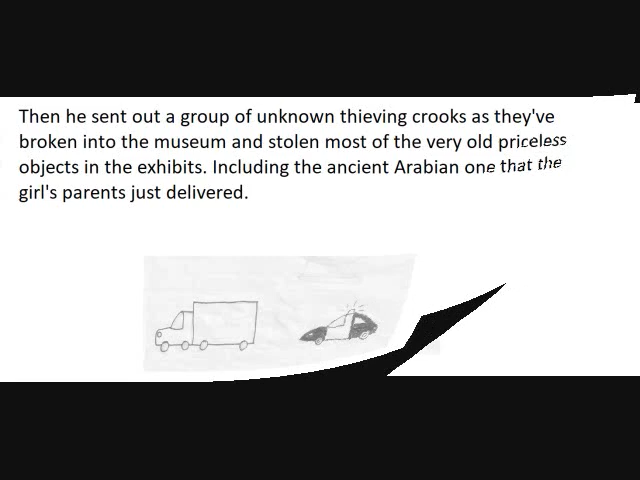 Then he sent out a group of unknown thieving crooks as they've
broken into the museum and stolen most of the very old priceless
objects in the exhibits. Including the ancient Arabian one that the
girl's parents just delivered.